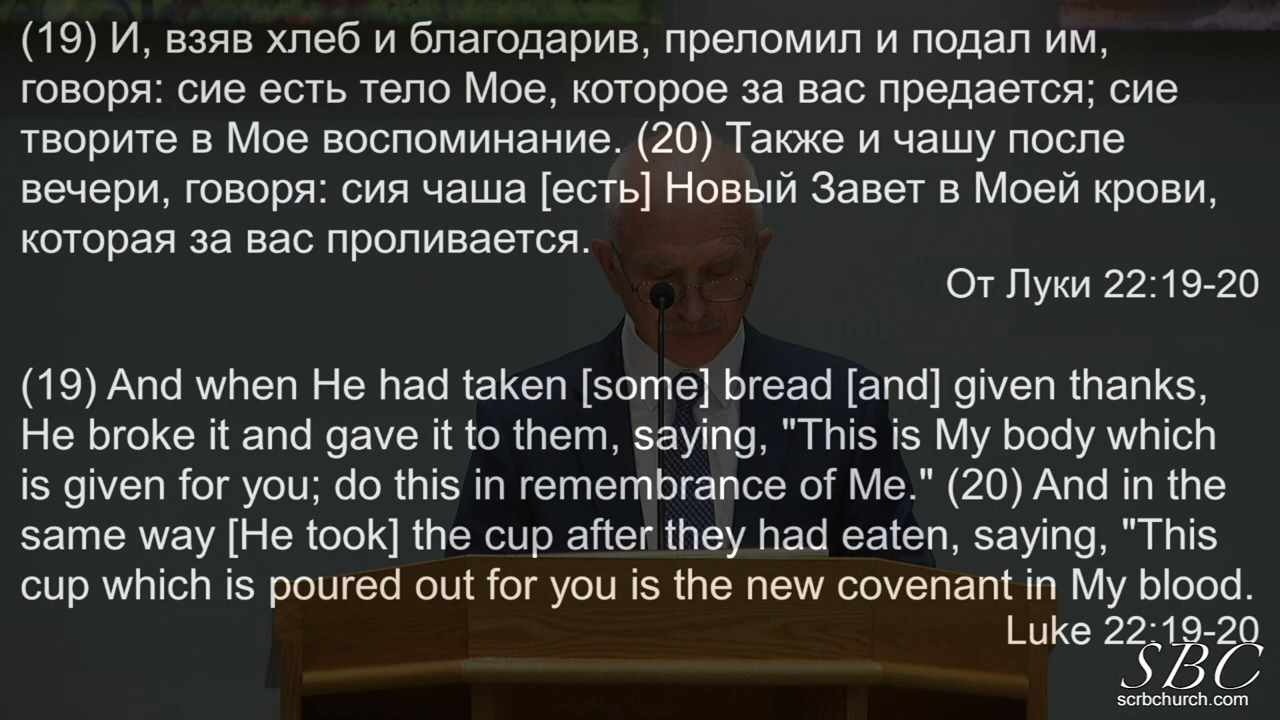 (19) И, взяв хлеб и благодарив, преломил и подал им,
говоря: сие есть тело Мое, которое за вас предается; сие
творите в Мое воспоминание. (20) Также и чашу после
вечери, говоря: сия чаша [есть] Новый Завет в Моей крови,
которая за вас проливается.
От Луки 22:19-20
(19) And when He had taken [some] bread [and] given thanks,
He broke it and gave it to them, saying, "This is My body which
is given for you; do this in remembrance of Me." (20) And in the
same way [He took] the cup after they had eaten, saying, "This
cup which is poured out for you is the new covenant in My blood.
Luke 22:19-20
SBC
scrbchurch.com